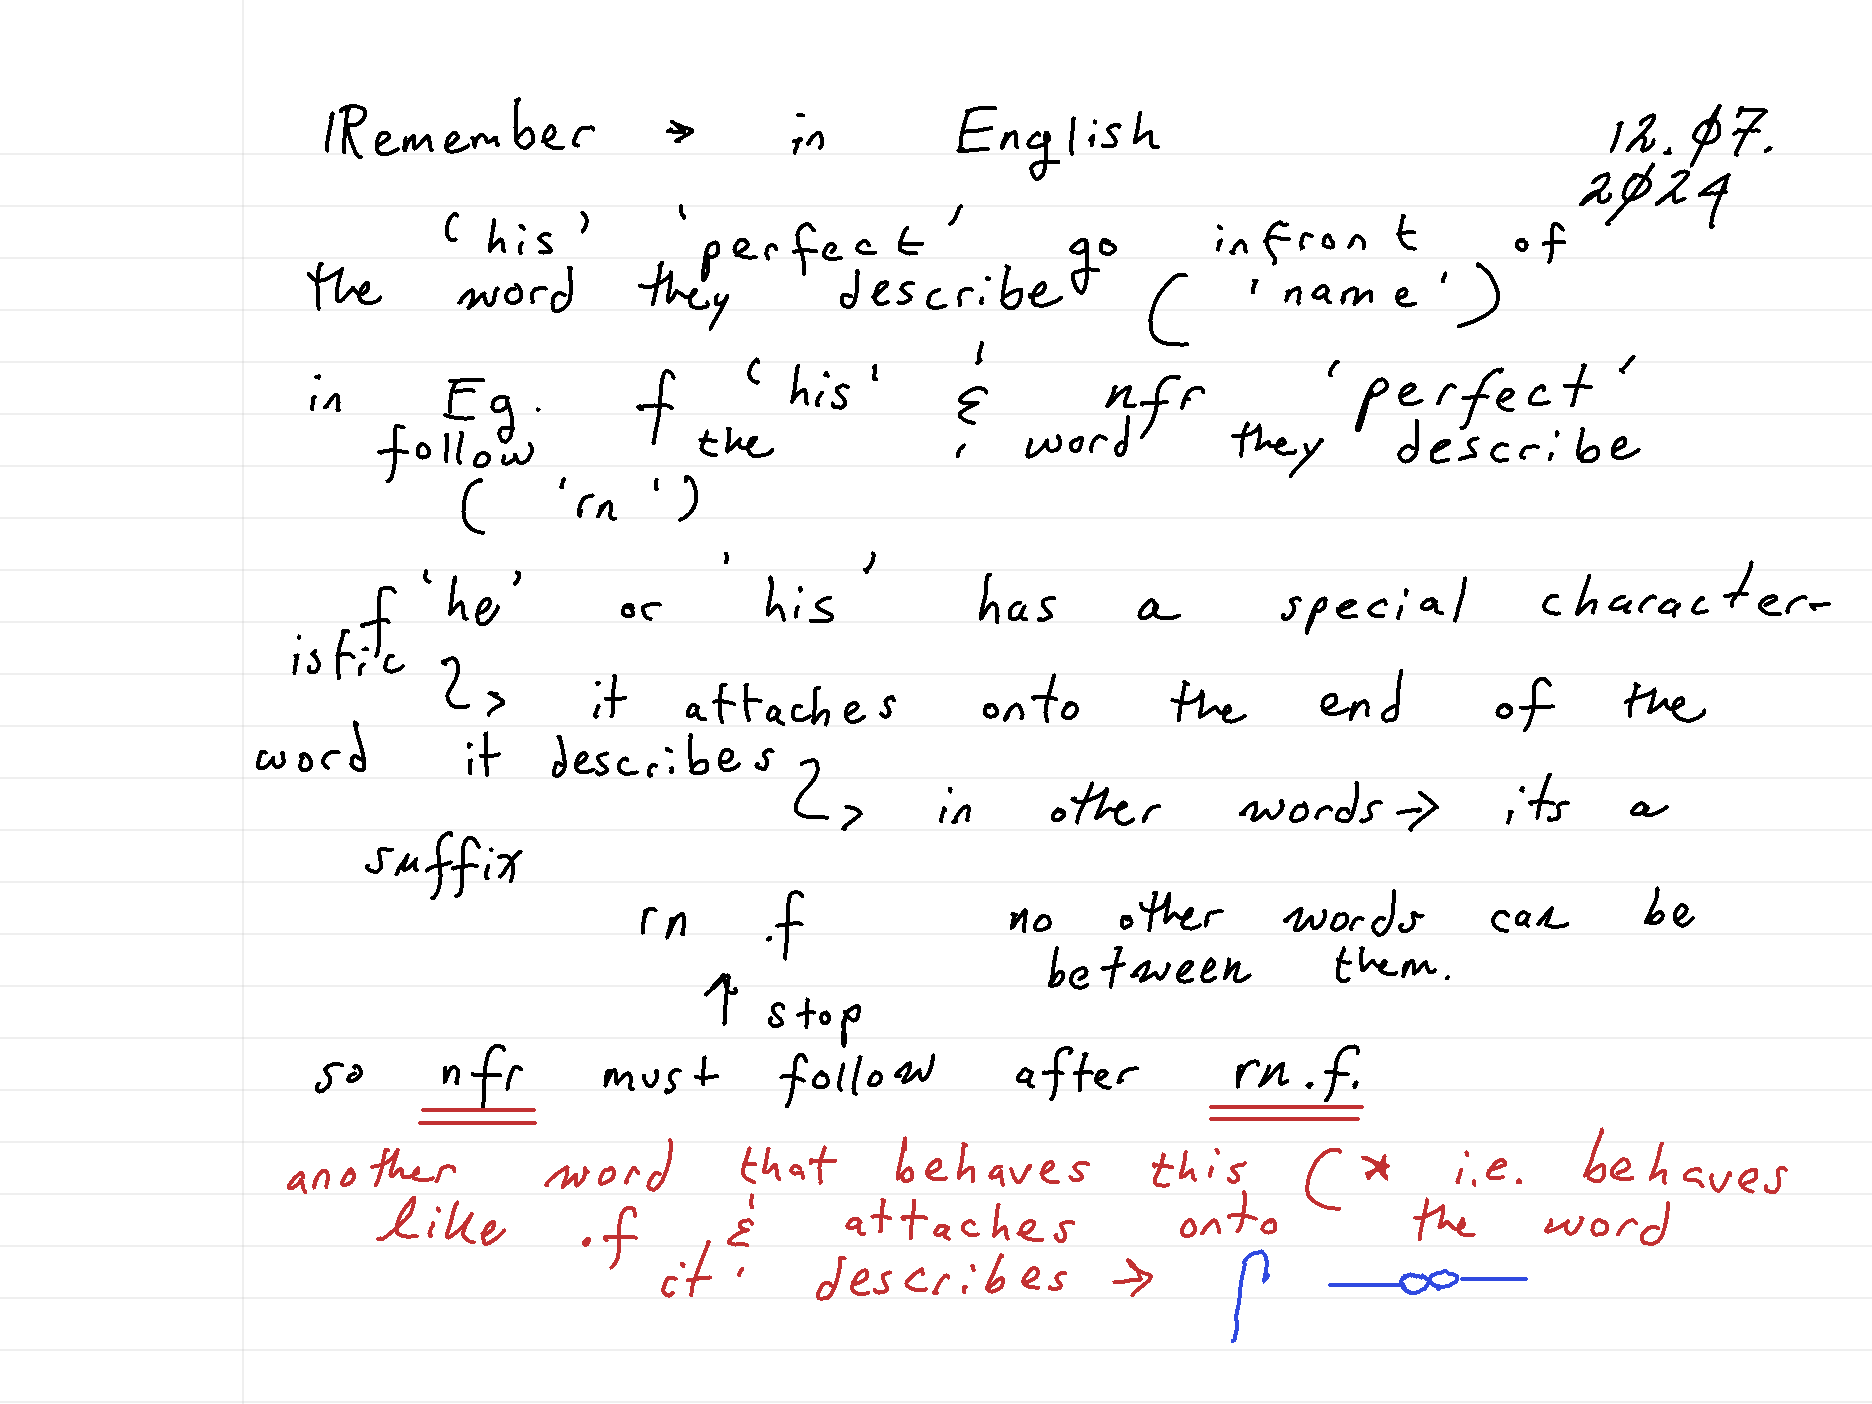 Remember → in English 12.07.
2024
'his' 'perfect' go infront of
the word they describe ( 'name' )
in Eg. f 'his' & nfr 'perfect'
follow the word they describe
( 'rn' )
f 'he' or 'his' has a special character-
istic
↳ it attaches onto the end of the
word it describes
↳ in other words → its a
suffix
rn .f no other words can be
between them.
↑ stop
so nfr must follow after rn.f.
another word that behaves this (* i.e. behaves
like .f & attaches onto the word
it describes →